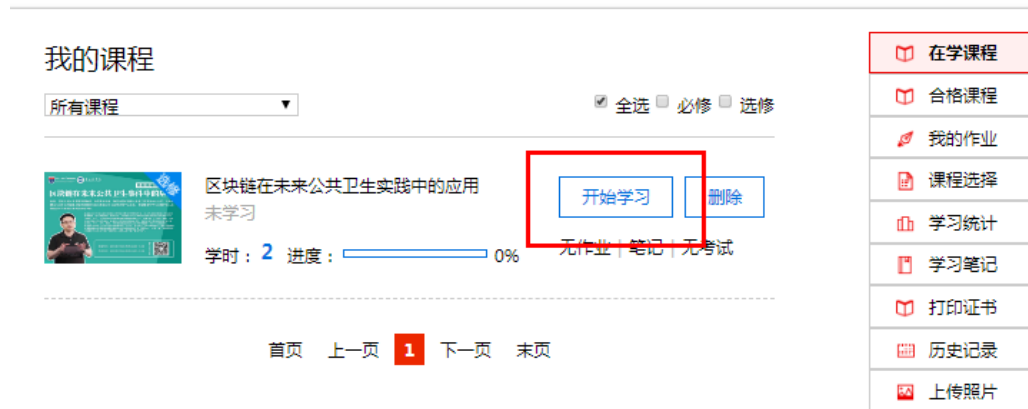 我的课程
所有课程
全选 必修 选修
选修
区块链在未来公共卫生实践中的应用
未学习
学时：2 进度： 0%
开始学习 删除
无作业 | 笔记 | 无考试
首页 上一页 1 下一页 末页
在学课程
合格课程
我的作业
课程选择
学习统计
学习笔记
打印证书
历史记录
上传照片